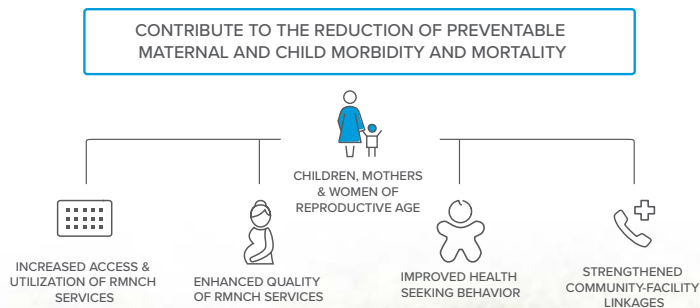 CONTRIBUTE TO THE REDUCTION OF PREVENTABLE
MATERNAL AND CHILD MORBIDITY AND MORTALITY
CHILDREN, MOTHERS
& WOMEN OF
REPRODUCTIVE AGE
INCREASED ACCESS &
UTILIZATION OF RMNCH
SERVICES
ENHANCED QUALITY
OF RMNCH SERVICES
IMPROVED HEALTH
SEEKING BEHAVIOR
STRENGTHENED
COMMUNITY-FACILITY
LINKAGES